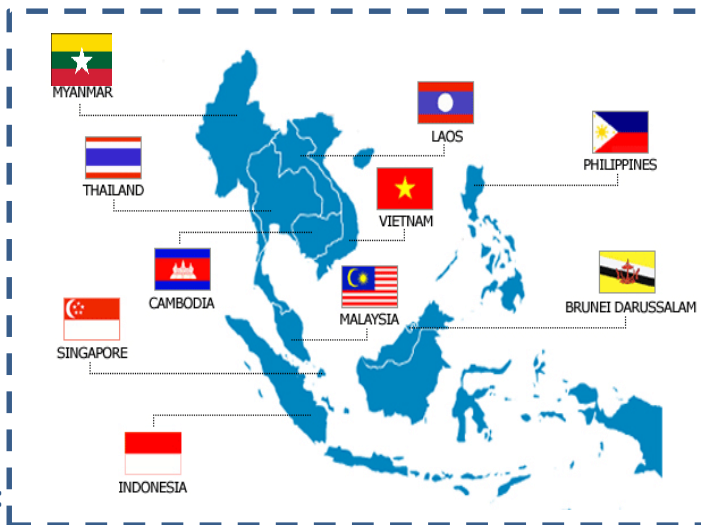 MYANMAR
LAOS
PHILIPPINES
THAILAND
VIETNAM
CAMBODIA
MALAYSIA
BRUNEI DARUSSALAM
SINGAPORE
INDONESIA